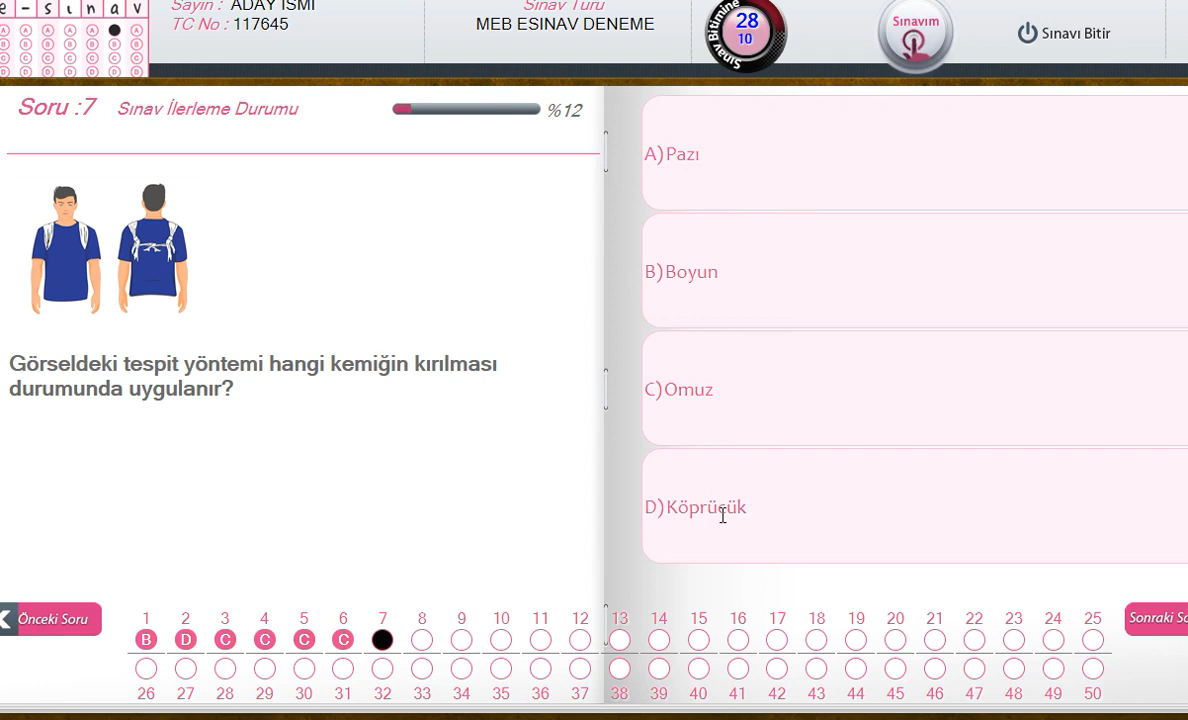 e - s ı n a v
Sayın : ADAY İSMİ
TC No : 117645
Sınav Türü
MEB ESINAV DENEME
Sınav Bitimine
28
10
Sınavım
Sınavı Bitir
Soru :7 Sınav İlerleme Durumu %12
Görseldeki tespit yöntemi hangi kemiğin kırılması
durumunda uygulanır?
A)Pazı
B)Boyun
C)Omuz
D)Köprücük
Önceki Soru
1 2 3 4 5 6 7 8 9 10 11 12 13 14 15 16 17 18 19 20 21 22 23 24 25
B D C C C C
26 27 28 29 30 31 32 33 34 35 36 37 38 39 40 41 42 43 44 45 46 47 48 49 50
Sonraki So